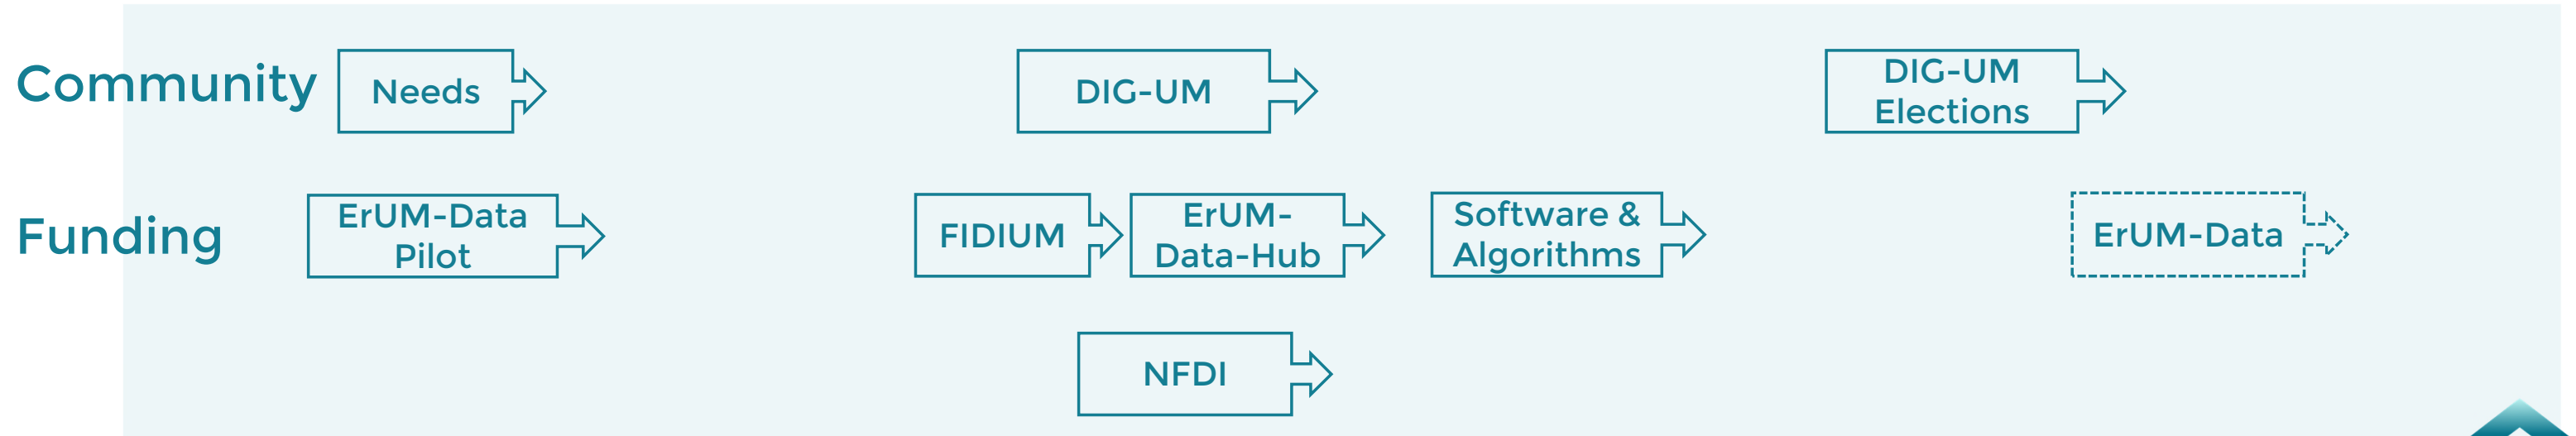 Community
Needs
DIG-UM
DIG-UM
Elections
Funding
ErUM-Data
Pilot
FIDIUM
ErUM-
Data-Hub
Software &
Algorithms
ErUM-Data
NFDI